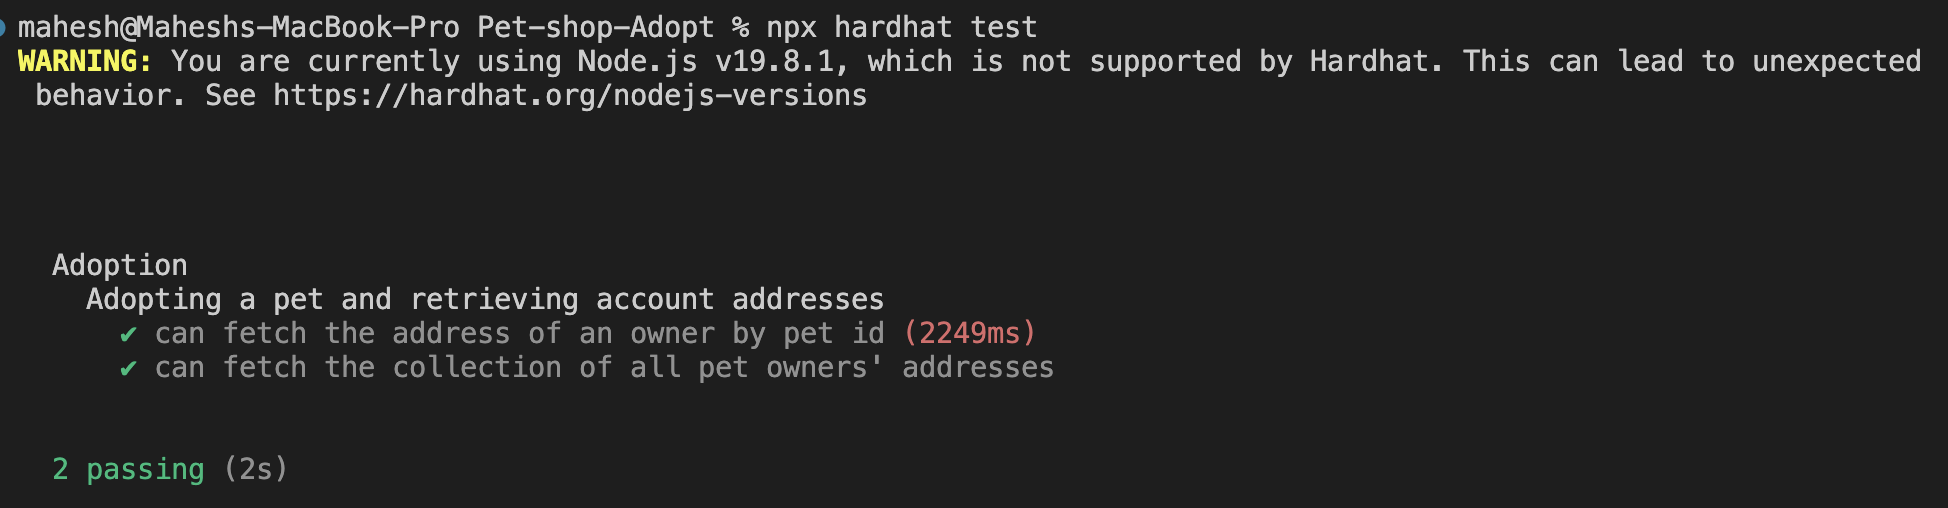 mahesh@Maheshs-MacBook-Pro Pet-shop-Adopt % npx hardhat test
WARNING: You are currently using Node.js v19.8.1, which is not supported by Hardhat. This can lead to unexpected
behavior. See https://hardhat.org/nodejs-versions
Adoption
Adopting a pet and retrieving account addresses
✔ can fetch the address of an owner by pet id (2249ms)
✔ can fetch the collection of all pet owners' addresses
2 passing (2s)